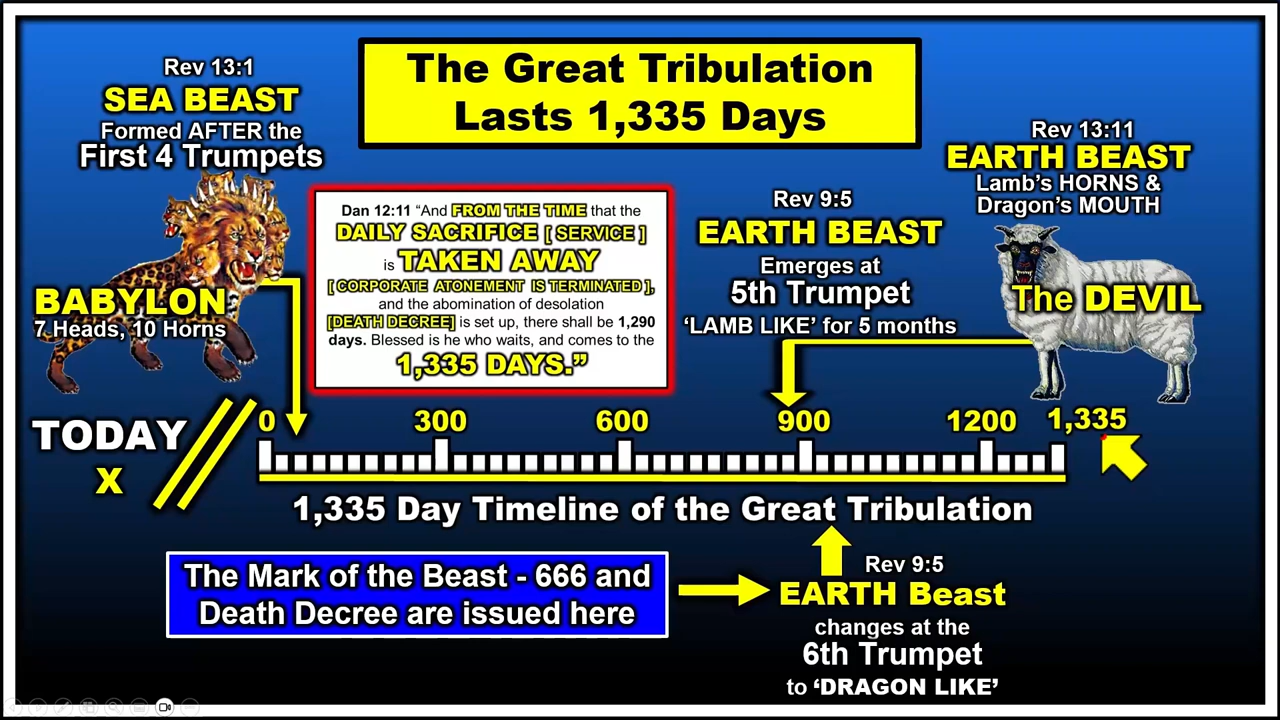 The Great Tribulation
Lasts 1,335 Days
Rev 13:1
SEA BEAST
Formed AFTER the
First 4 Trumpets
BABYLON
7 Heads, 10 Horns
Dan 12:11 “And FROM THE TIME that the
DAILY SACRIFICE [ SERVICE ]
is TAKEN AWAY
[ CORPORATE ATONEMENT IS TERMINATED ],
and the abomination of desolation
[DEATH DECREE] is set up, there shall be 1,290
days. Blessed is he who waits, and comes to the
1,335 DAYS.”
Rev 9:5
EARTH BEAST
Emerges at
5th Trumpet
‘LAMB LIKE’ for 5 months
Rev 13:11
EARTH BEAST
Lamb’s HORNS &
Dragon’s MOUTH
The DEVIL
TODAY
X
0 300 600 900 1200 1,335
1,335 Day Timeline of the Great Tribulation
The Mark of the Beast - 666 and
Death Decree are issued here
Rev 9:5
EARTH Beast
changes at the
6th Trumpet
to ‘DRAGON LIKE’